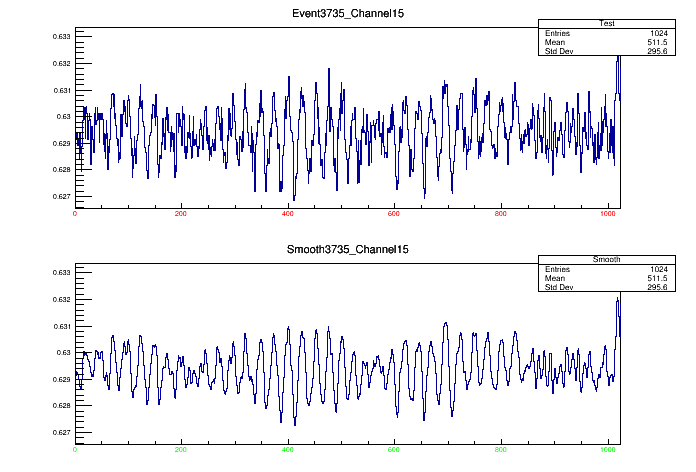 Event3735_Channel15
Test
Entries 1024
Mean 511.5
Std Dev 295.6
0.633
0.632
0.631
0.63
0.629
0.628
0.627
0 200 400 600 800 1000
Smooth3735_Channel15
Smooth
Entries 1024
Mean 511.5
Std Dev 295.6
0.633
0.632
0.631
0.63
0.629
0.628
0.627
0 200 400 600 800 1000